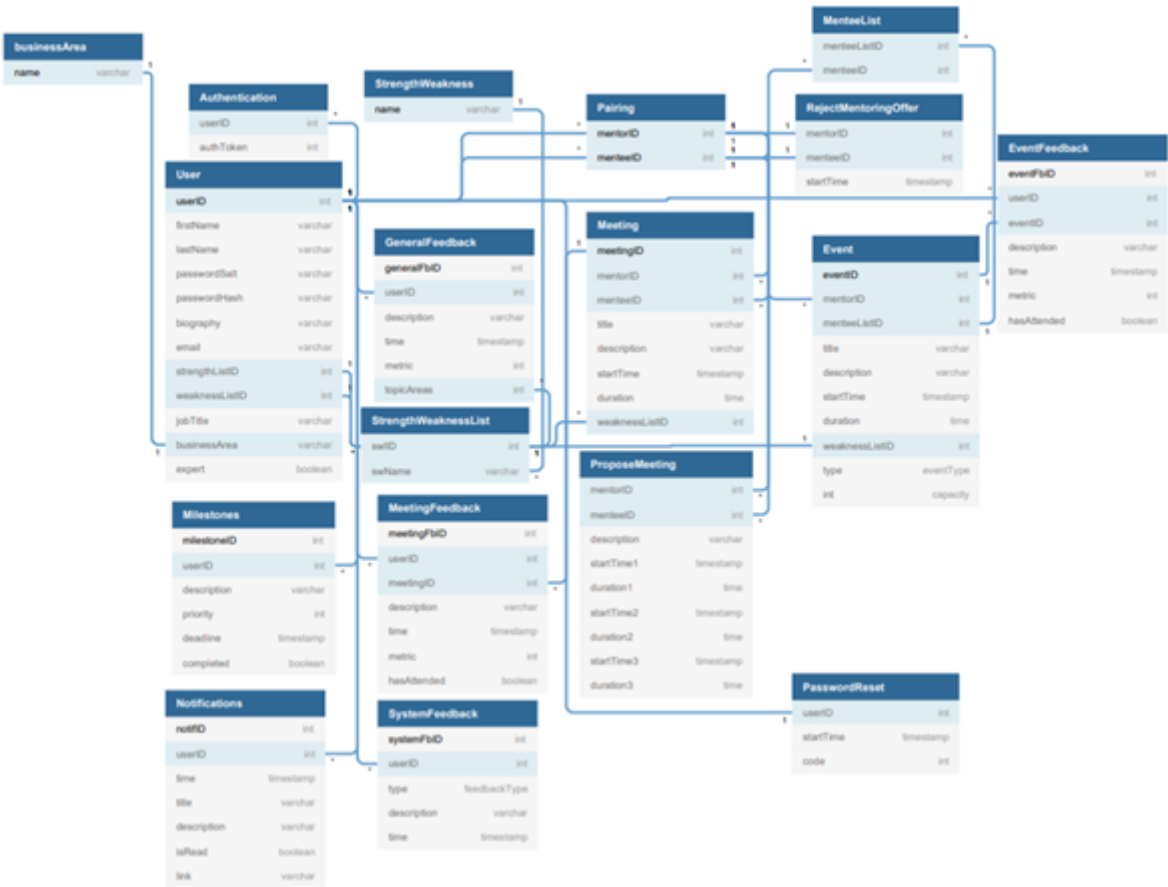 businessArea
name varchar
Authentication
userID int
authToken int
User
userID int
firstName varchar
lastName varchar
passwordSalt varchar
passwordHash varchar
biography varchar
email varchar
strengthListID int
weaknessListID int
jobTitle varchar
businessArea varchar
expert boolean
Milestones
milestoneID int
userID int
description varchar
priority int
deadline timestamp
completed boolean
Notifications
notifID int
userID int
time timestamp
title varchar
description varchar
isRead boolean
link varchar
StrengthWeakness
name varchar
GeneralFeedback
generalFbID int
userID int
description varchar
time timestamp
metric int
topicAreas int
StrengthWeaknessList
swlID int
swName varchar
MeetingFeedback
meetingFbID int
userID int
meetingID int
description varchar
time timestamp
metric int
hasAttended boolean
SystemFeedback
systemFbID int
userID int
type feedbackType
description varchar
time timestamp
Pairing
mentorID int
menteeID int
Meeting
meetingID int
mentorID int
menteeID int
title varchar
description varchar
startTime timestamp
duration time
weaknessListID int
ProposeMeeting
mentorID int
menteeID int
description varchar
startTime1 timestamp
duration1 time
startTime2 timestamp
duration2 time
startTime3 timestamp
duration3 time
MenteeList
menteeListID int
menteeID int
RejectMentoringOffer
mentorID int
menteeID int
startTime timestamp
Event
eventID int
mentorID int
menteeListID int
title varchar
description varchar
startTime timestamp
duration time
weaknessListID int
type eventType
int capacity
PasswordReset
userID int
startTime timestamp
code int
EventFeedback
eventFbID int
userID int
eventID int
description varchar
time timestamp
metric int
hasAttended boolean